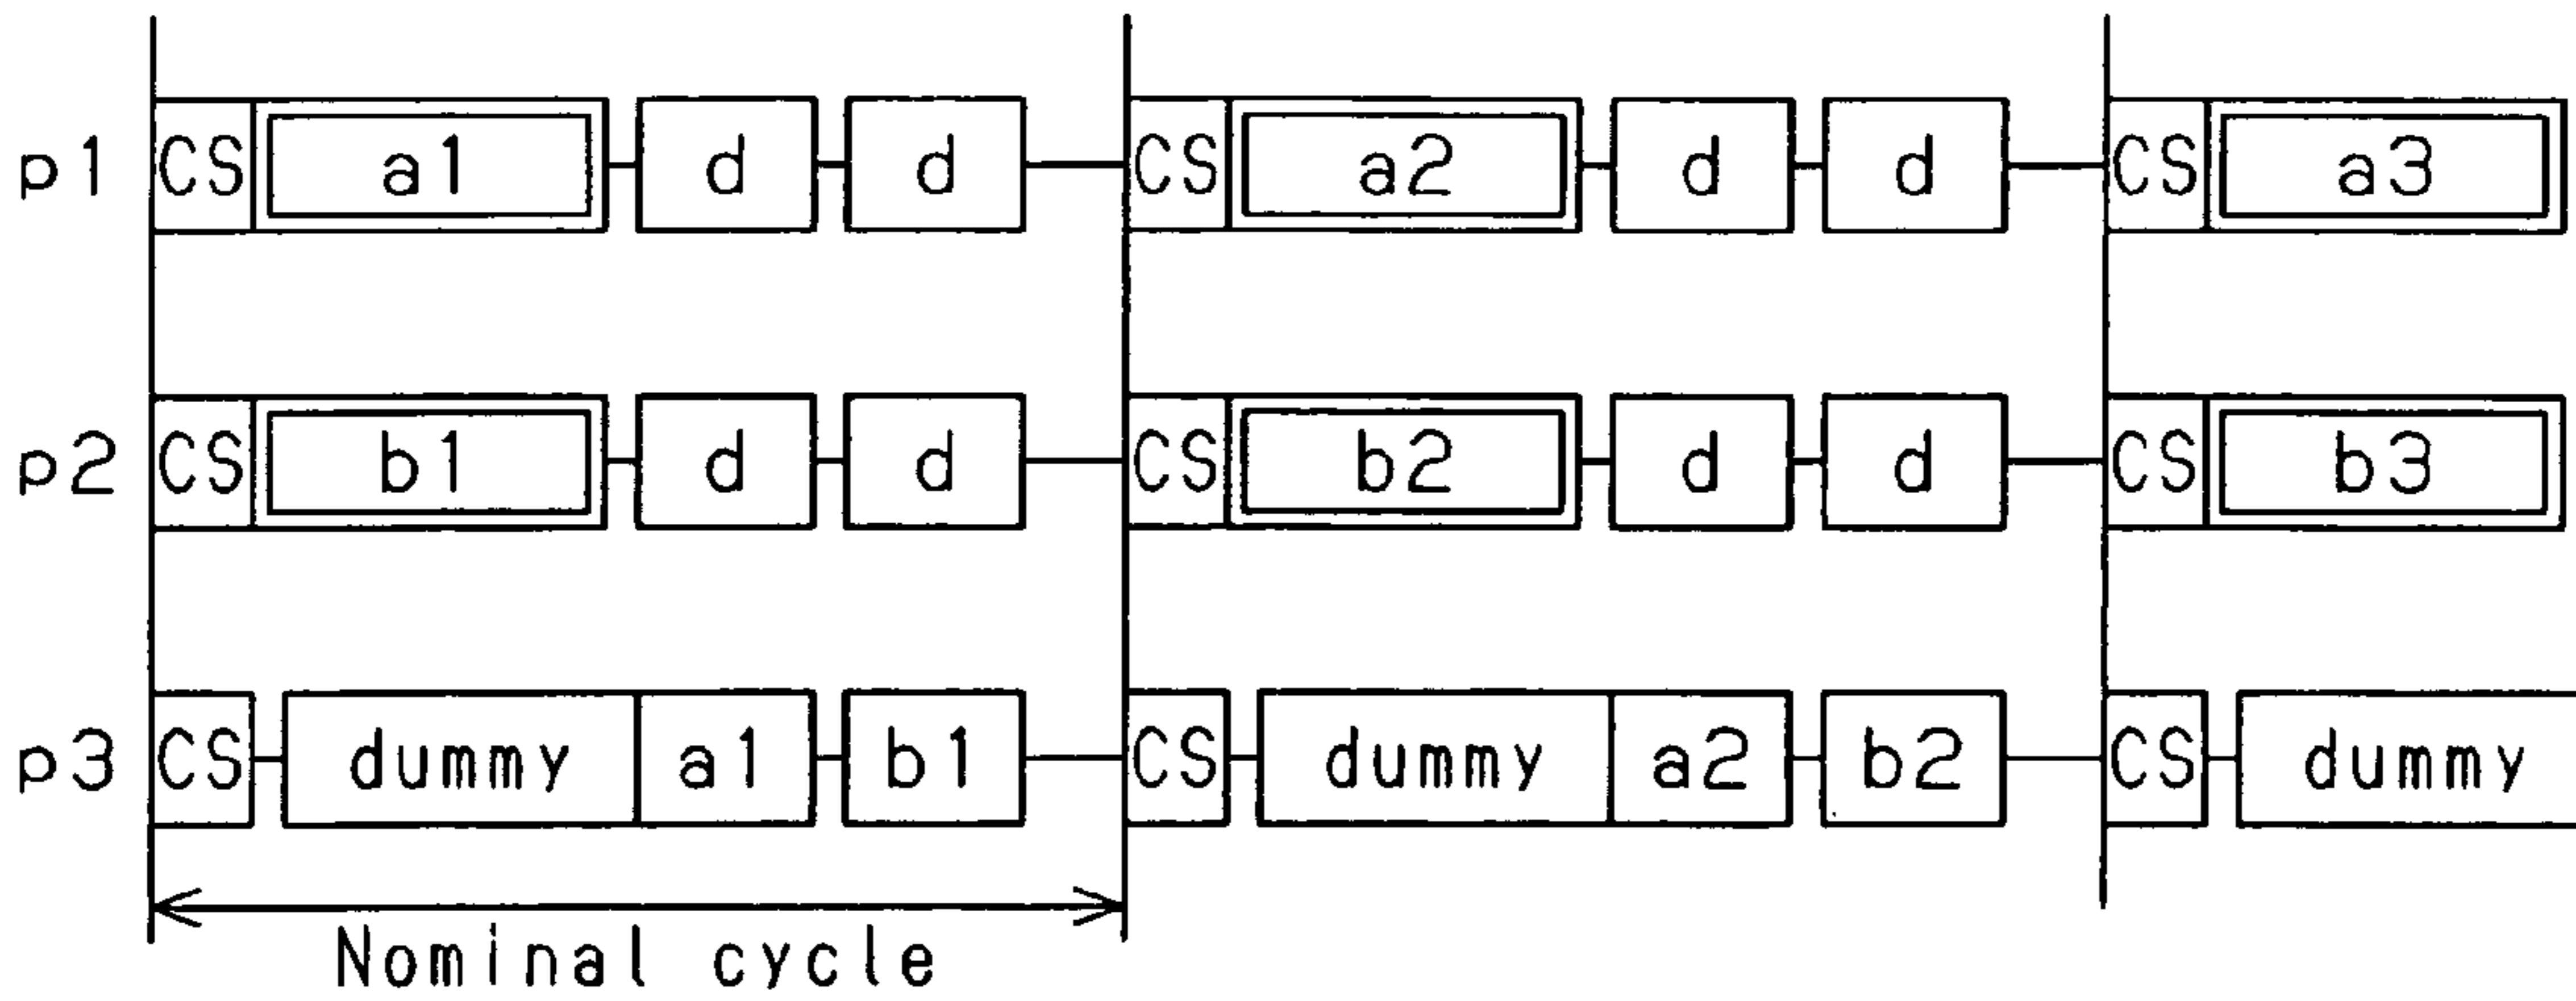 p1 CS a1 d d CS a2 d d CS a3
p2 CS b1 d d CS b2 d d CS b3
p3 CS dummy a1 b1 CS dummy a2 b2 CS dummy
Nominal cycle